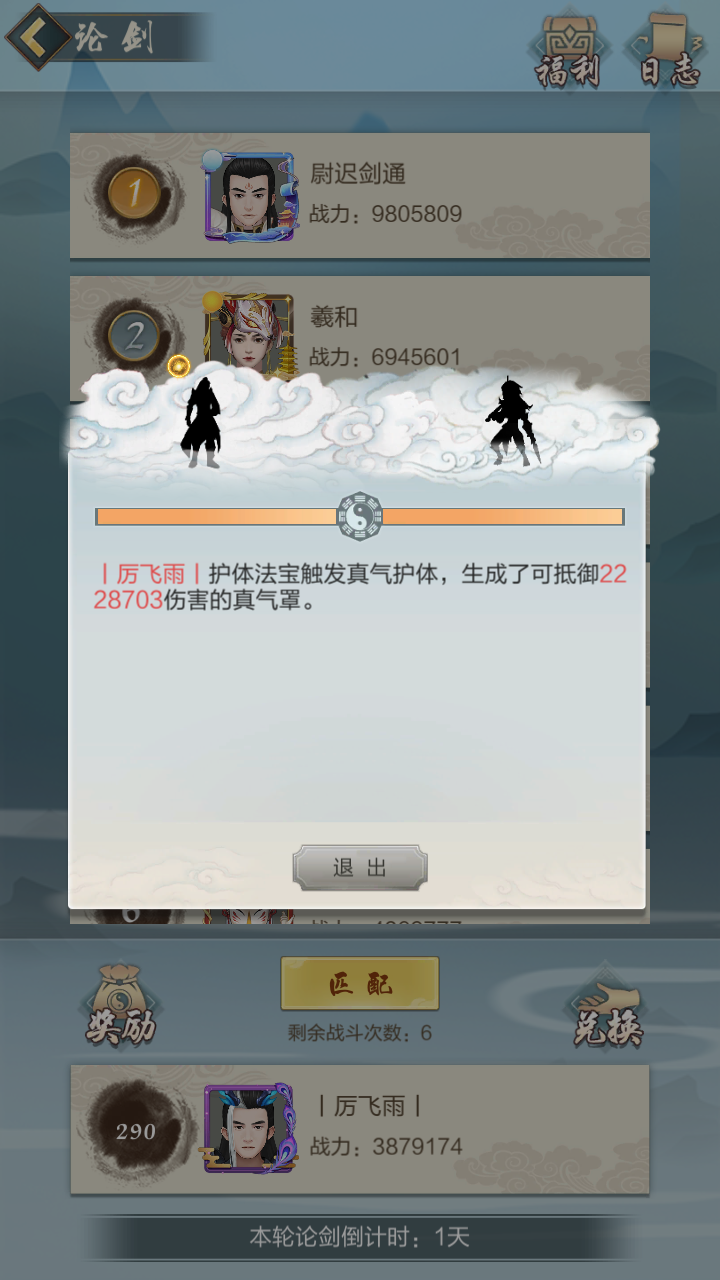 论剑
福利
日志
1
尉迟剑通
战力：9805809
2
羲和
战力：6945601
丨厉飞雨丨护体法宝触发真气护体，生成了可抵御22
28703伤害的真气罩。
退出
6
奖励
匹配
剩余战斗次数：6
兑换
290
丨厉飞雨丨
战力：3879174
本轮论剑倒计时：1天